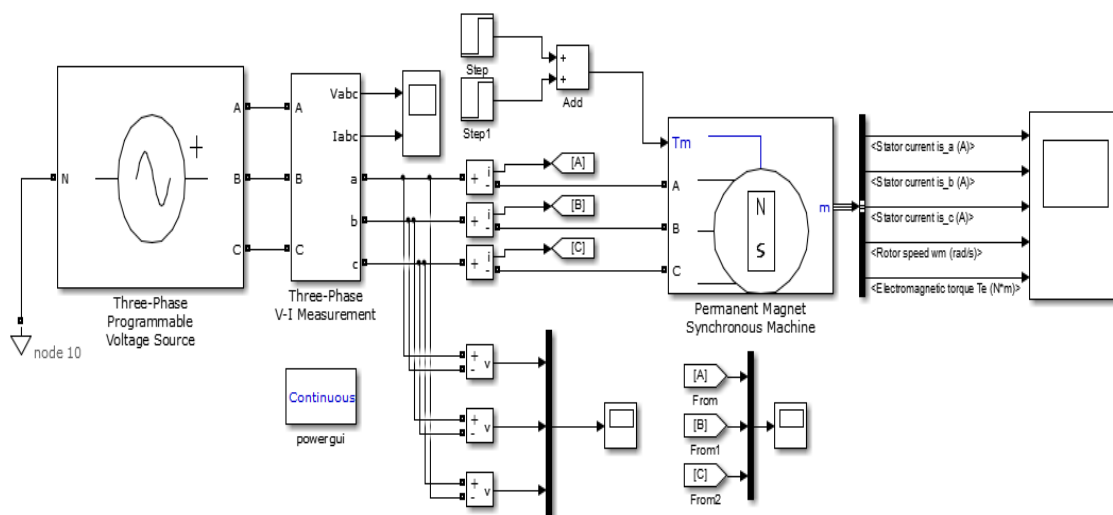 N
A
B
C
+
Three-Phase
Programmable
Voltage Source
node 10
A
B
C
Vabc
Iabc
a
b
c
Three-Phase
V-I Measurement
Continuous
powergui
Step
Step1
+
+
Add
+ i
-
+ i
-
+ i
-
[A]
[B]
[C]
Tm
A
B
C
N
S
m
Permanent Magnet
Synchronous Machine
<Stator current is_a (A)>
<Stator current is_b (A)>
<Stator current is_c (A)>
<Rotor speed wm (rad/s)>
<Electromagnetic torque Te (N*m)>
+ v
-
+ v
-
+ v
-
[A]
From
[B]
From1
[C]
From2